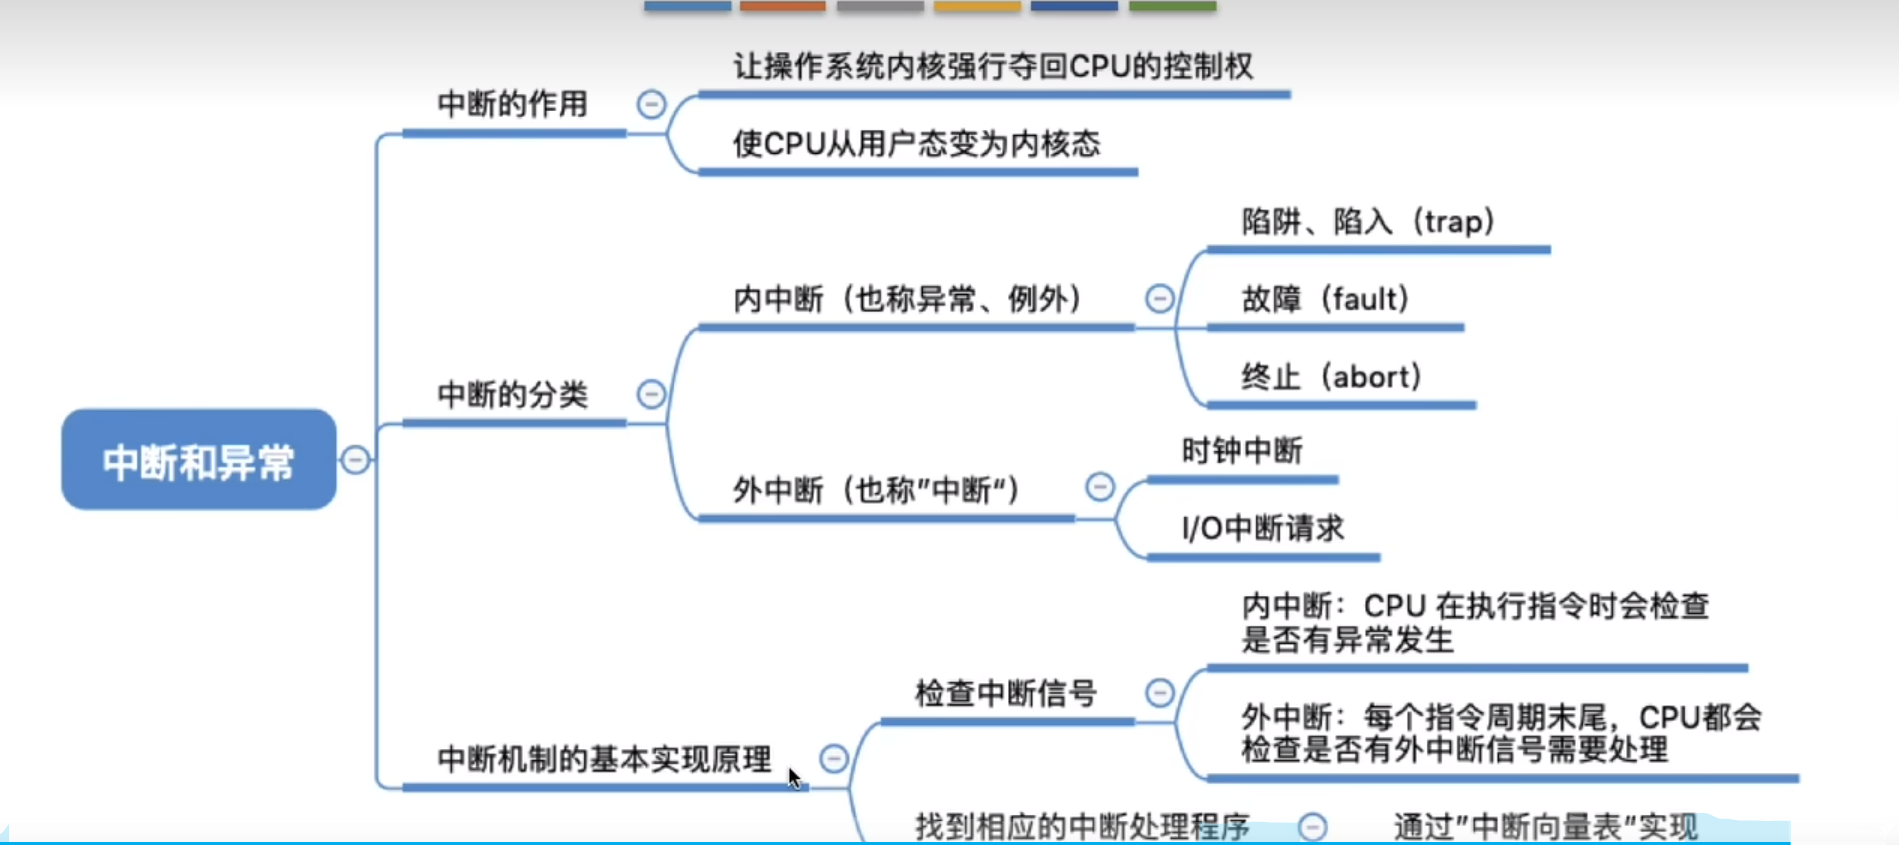 让操作系统内核强行夺回CPU的控制权
中断的作用
使CPU从用户态变为内核态
陷阱、陷入（trap）
内中断（也称异常、例外）
故障（fault）
终止（abort）
中断的分类
时钟中断
外中断（也称”中断“）
I/O中断请求
中断和异常
内中断：CPU 在执行指令时会检查
是否有异常发生
检查中断信号
外中断：每个指令周期末尾，CPU都会
检查是否有外中断信号需要处理
中断机制的基本实现原理
找到相应的中断处理程序
通过”中断向量表“实现